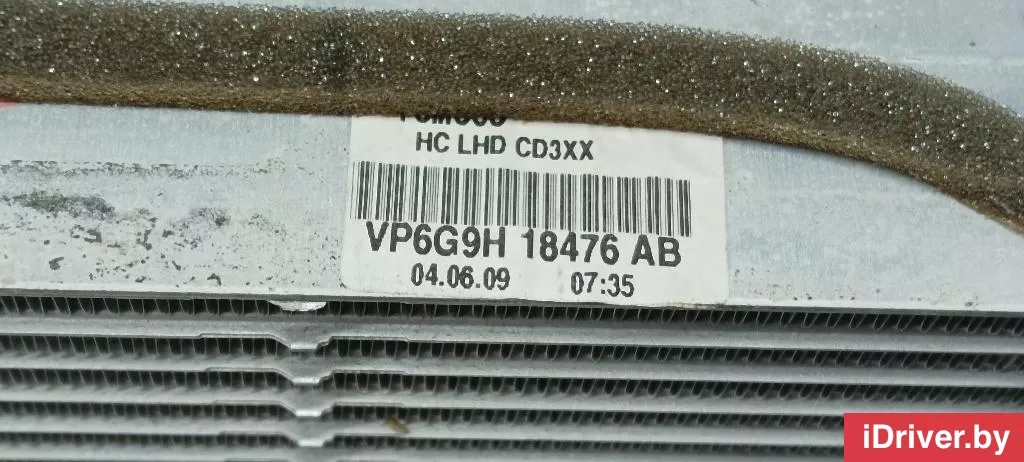 HC LHD CD3XX
VP6G9H 18476 AB
04.06.09 07:35
iDriver.by